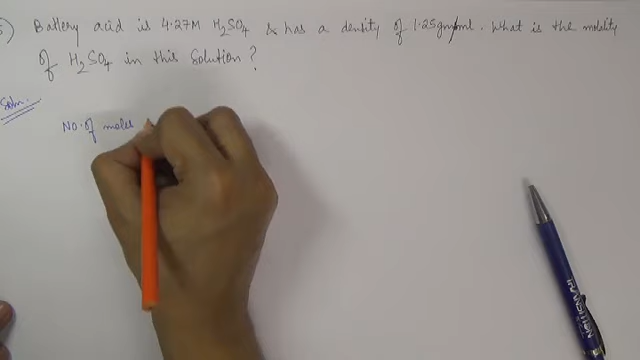 5) Battery acid is 4.27M H₂SO₄ & has a density of 1.25gm/ml. What is the molality
of H₂SO₄ in this Solution?
Soln.
No. of moles